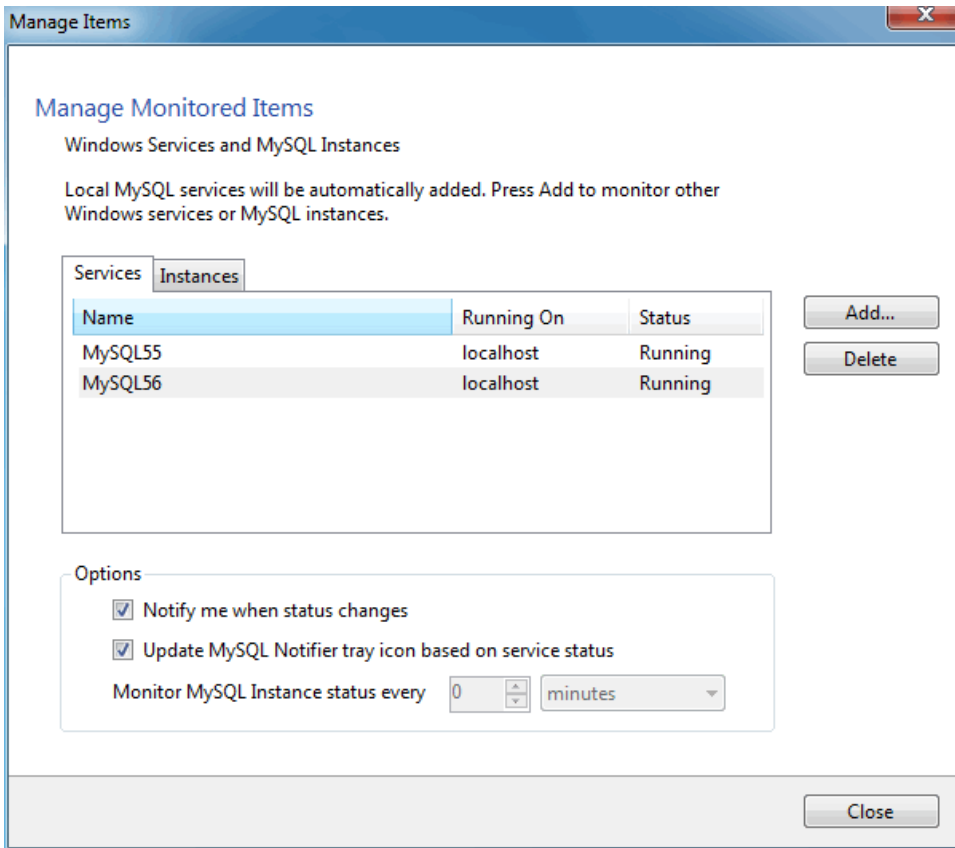 Manage Items
X
Manage Monitored Items
Windows Services and MySQL Instances
Local MySQL services will be automatically added. Press Add to monitor other
Windows services or MySQL instances.
Services Instances
Name Running On Status
MySQL55 localhost Running
MySQL56 localhost Running
Add...
Delete
Options
Notify me when status changes
Update MySQL Notifier tray icon based on service status
Monitor MySQL Instance status every 0 minutes
Close